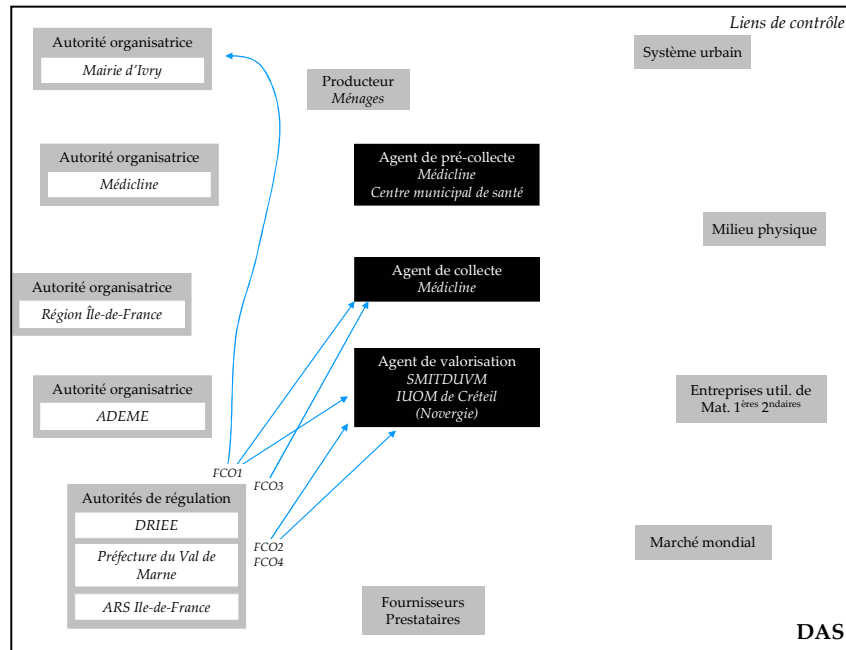 Liens de contrôle
Autorité organisatrice
Mairie d'Ivry
Système urbain
Producteur
Ménages
Autorité organisatrice
Médicline
Agent de pré-collecte
Médicline
Centre municipal de santé
Milieu physique
Autorité organisatrice
Région Île-de-France
Agent de collecte
Médicline
Autorité organisatrice
ADEME
Agent de valorisation
SMITDUVM
IUOM de Créteil
(Novergie)
Entreprises util. de
Mat. 1ères 2ndaires
FCO1
FCO3
Autorités de régulation
DRIEE
Préfecture du Val de
Marne
ARS Ile-de-France
FCO2
FCO4
Marché mondial
Fournisseurs
Prestataires
DAS